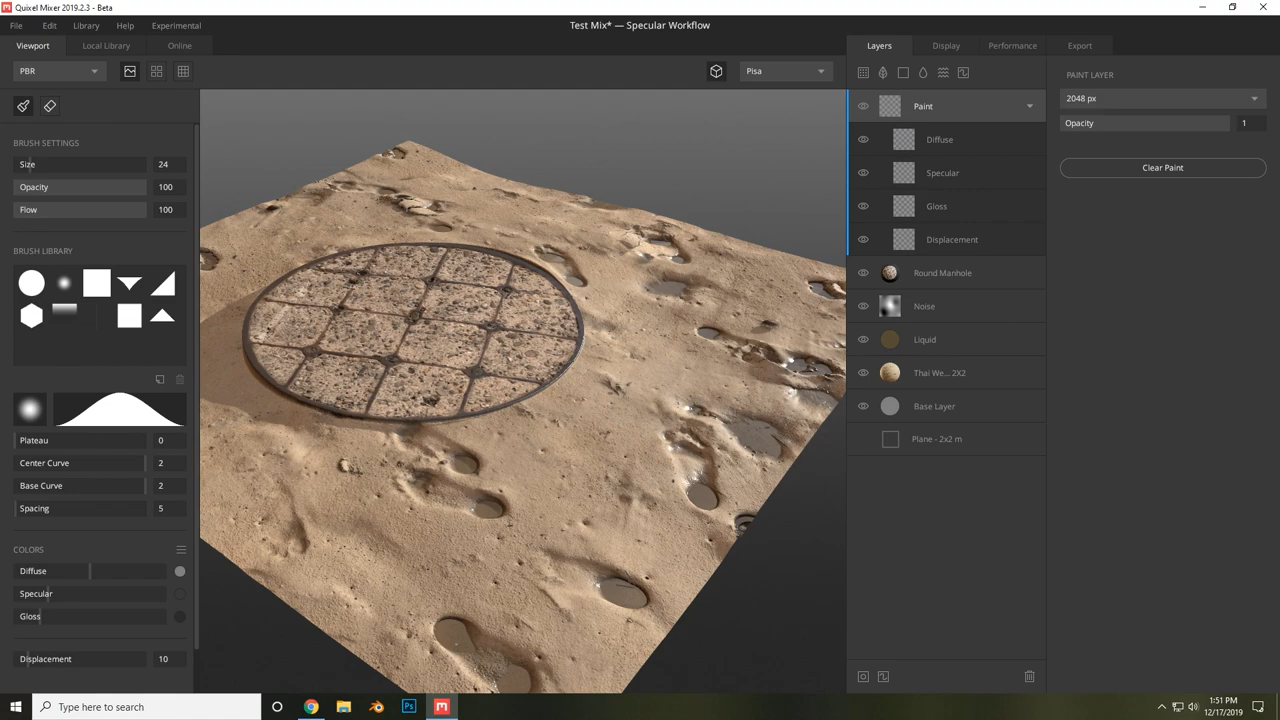 Quixel Mixer 2019.2.3 - Beta
File Edit Library Help Experimental
Test Mix* — Specular Workflow
Viewport Local Library Online
Layers Display Performance Export
PBR
Pisa
PAINT LAYER
2048 px
Opacity 1
Clear Paint
BRUSH SETTINGS
Size 24
Opacity 100
Flow 100
BRUSH LIBRARY
Plateau 0
Center Curve 2
Base Curve 2
Spacing 5
COLORS
Diffuse
Specular
Gloss
Displacement 10
Paint
Diffuse
Specular
Gloss
Displacement
Round Manhole
Noise
Liquid
Thai We... 2X2
Base Layer
Plane - 2x2 m
Type here to search
Ps
1:51 PM
12/17/2019